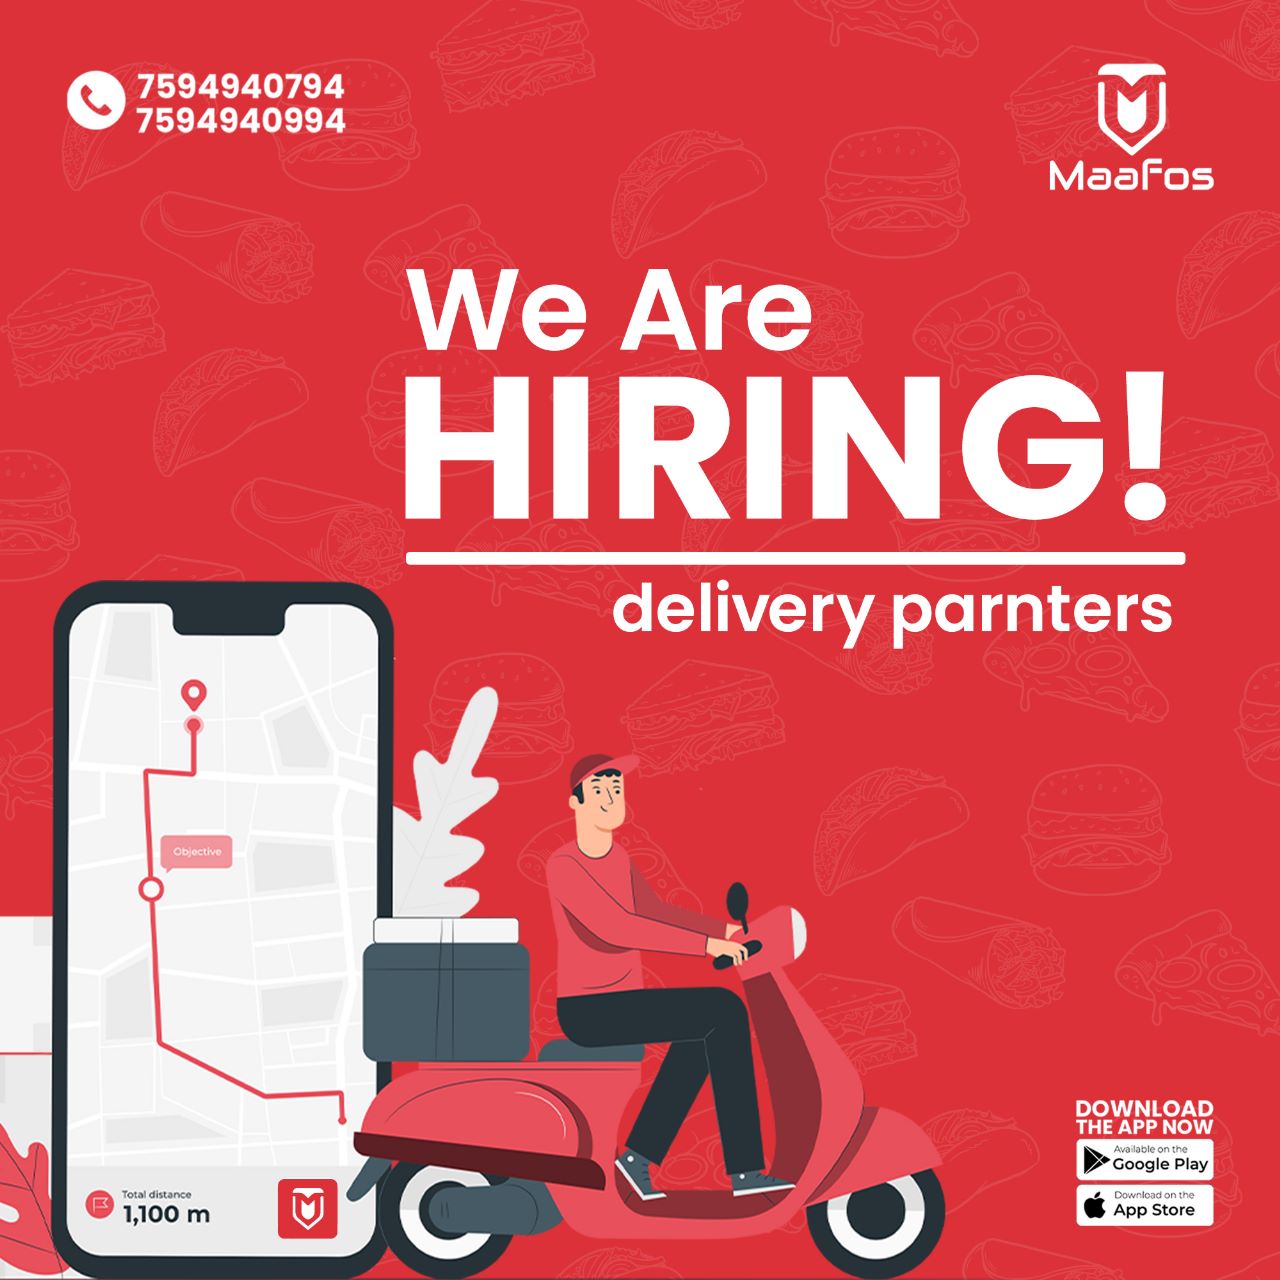 7594940794
7594940994
MaaFos
We Are
HIRING!
delivery parnters
Objective
Total distance
1,100 m
DOWNLOAD
THE APP NOW
Available on the
Google Play
Download on the
App Store